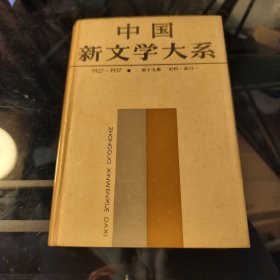 中国
新文学大系
1927-1937 • 第十九集 史料·索引
ZHONGGUO XINWENXUE DAXI